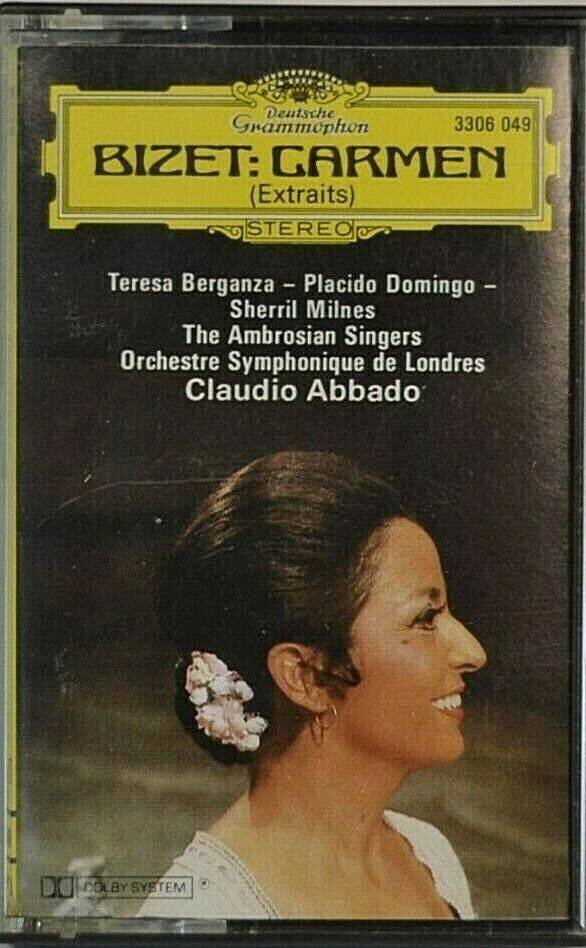 Deutsche
Grammophon
3306 049
BIZET: CARMEN
(Extraits)
STEREO
Teresa Berganza – Placido Domingo –
Sherril Milnes
The Ambrosian Singers
Orchestre Symphonique de Londres
Claudio Abbado
DOLBY SYSTEM